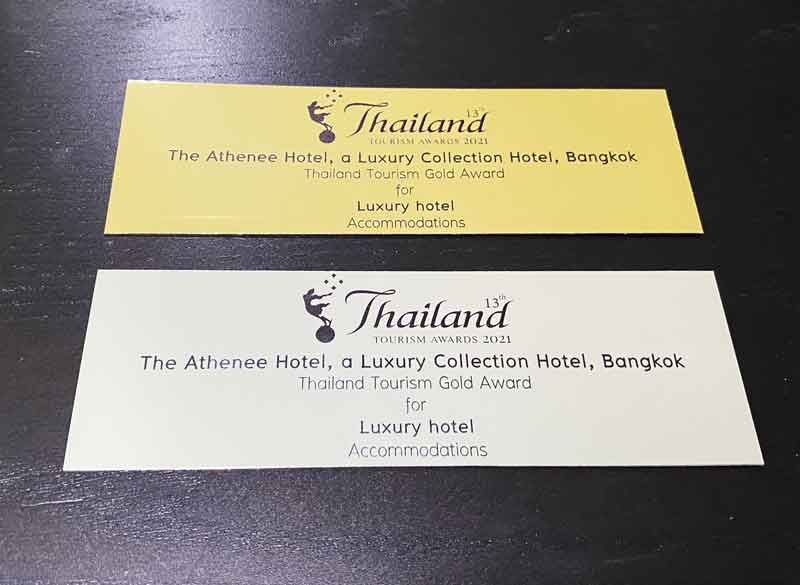 13th
Thailand
TOURISM AWARDS 2021
The Athenee Hotel, a Luxury Collection Hotel, Bangkok
Thailand Tourism Gold Award
for
Luxury hotel
Accommodations
13th
Thailand
TOURISM AWARDS 2021
The Athenee Hotel, a Luxury Collection Hotel, Bangkok
Thailand Tourism Gold Award
for
Luxury hotel
Accommodations